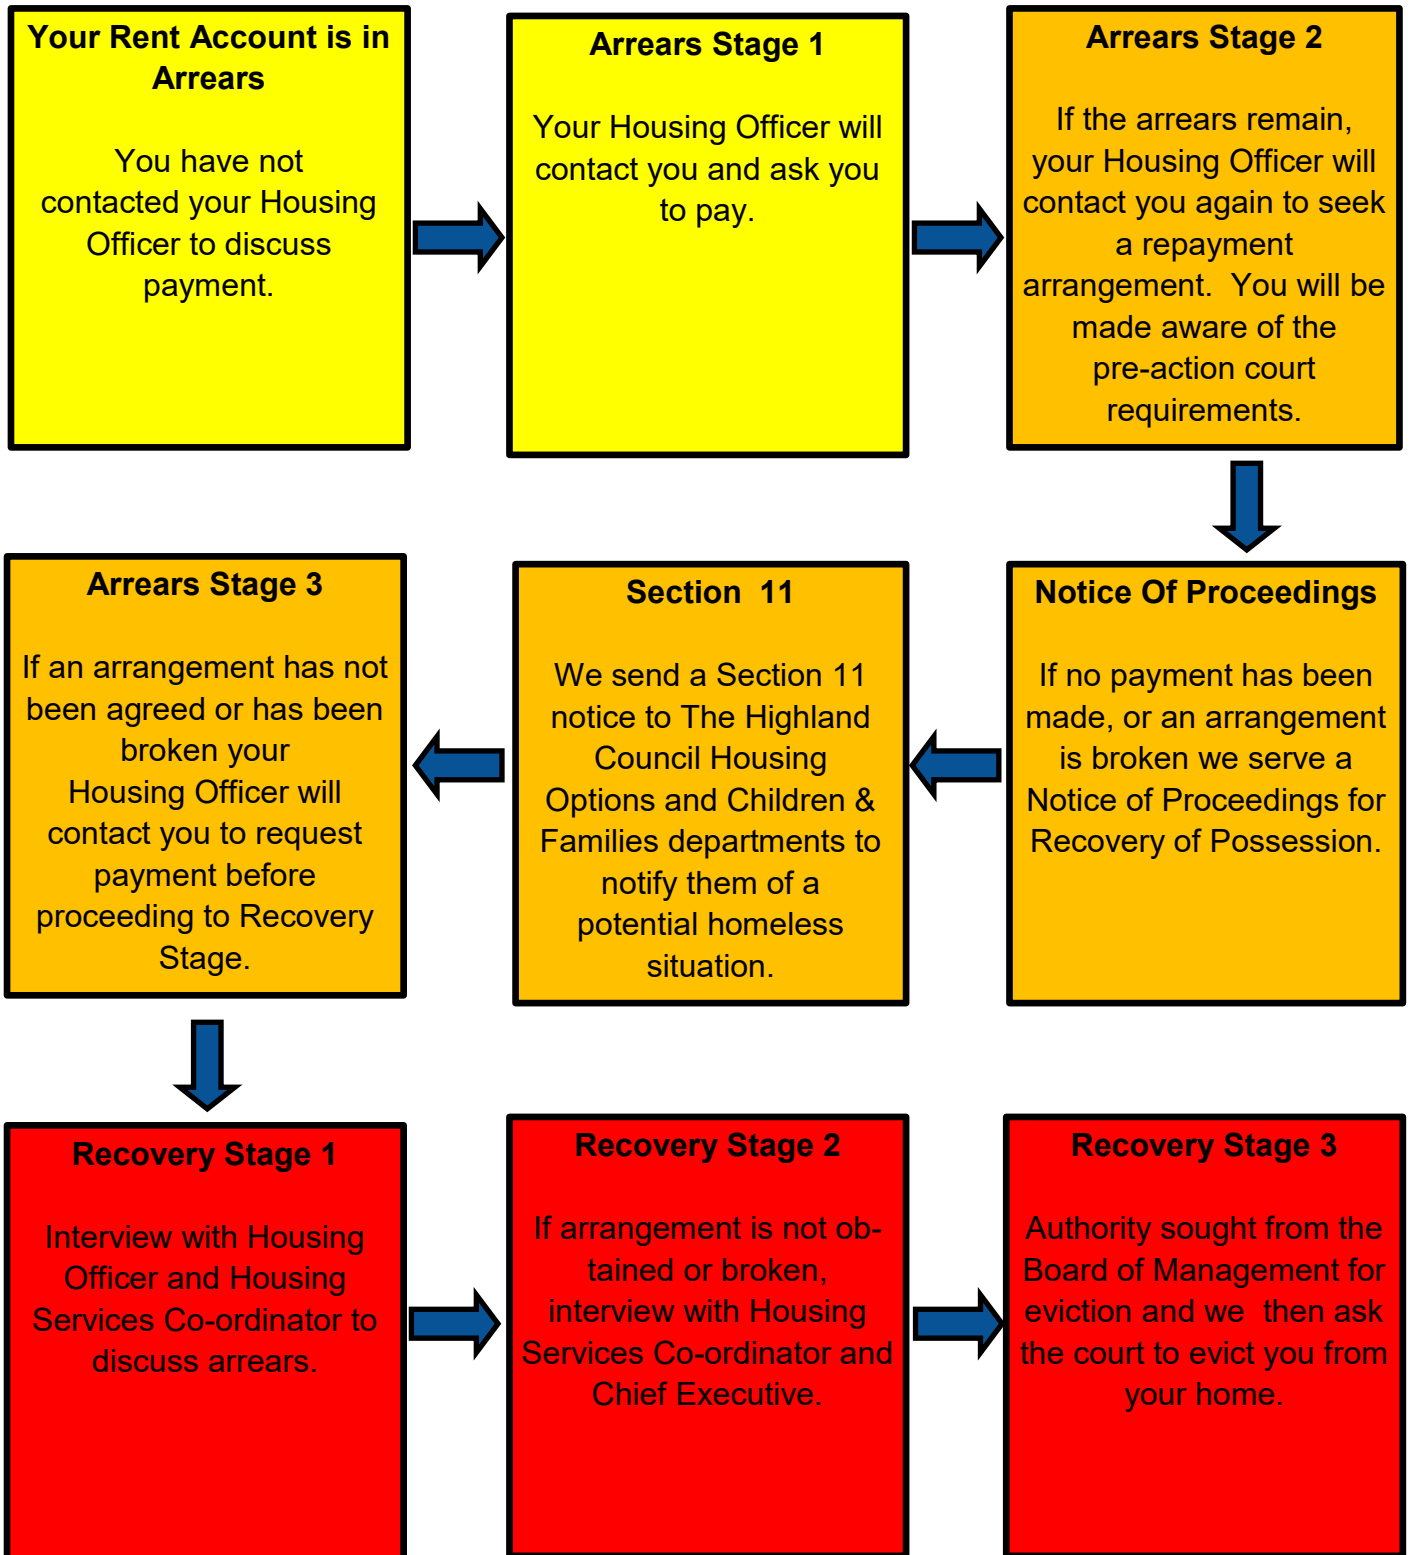 Your Rent Account is in
Arrears
You have not
contacted your Housing
Officer to discuss
payment.
Arrears Stage 1
Your Housing Officer will
contact you and ask you
to pay.
Arrears Stage 2
If the arrears remain,
your Housing Officer will
contact you again to seek
a repayment
arrangement.  You will be
made aware of the
pre-action court
requirements.
Notice Of Proceedings
If no payment has been
made, or an arrangement
is broken we serve a
Notice of Proceedings for
Recovery of Possession.
Section  11
We send a Section 11
notice to The Highland
Council Housing
Options and Children &
Families departments to
notify them of a
potential homeless
situation.
Arrears Stage 3
If an arrangement has not
been agreed or has been
broken your
Housing Officer will
contact you to request
payment before
proceeding to Recovery
Stage.
Recovery Stage 1
Interview with Housing
Officer and Housing
Services Co-ordinator to
discuss arrears.
Recovery Stage 2
If arrangement is not ob-
tained or broken,
interview with Housing
Services Co-ordinator and
Chief Executive.
Recovery Stage 3
Authority sought from the
Board of Management for
eviction and we  then ask
the court to evict you from
your home.